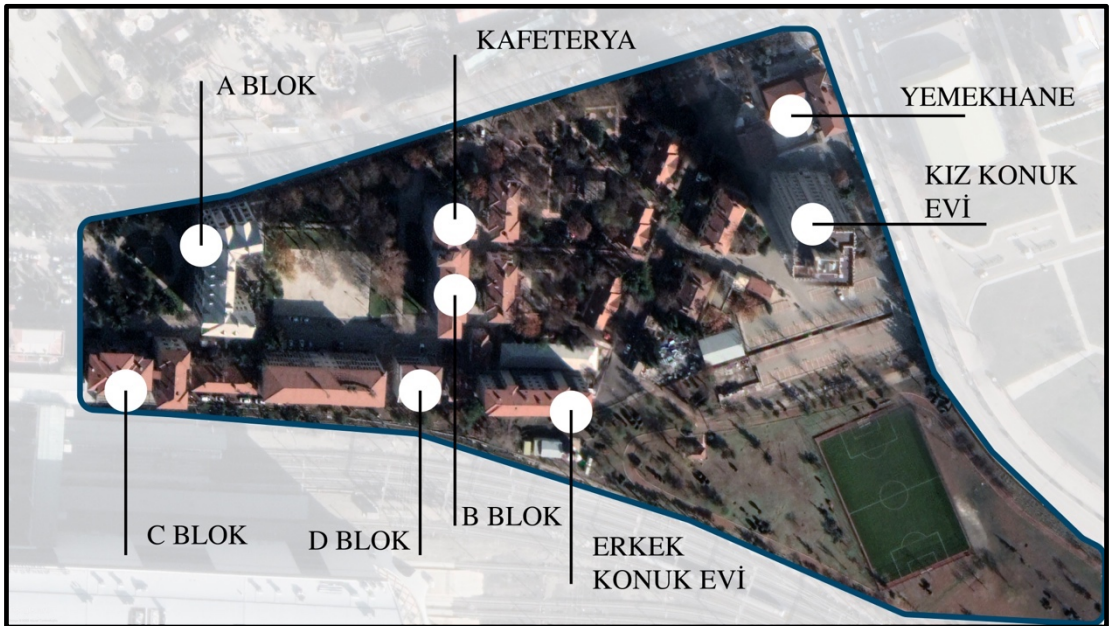 KAFETERYA
A BLOK
YEMEKHANE
KIZ KONUK
EVİ
C BLOK
D BLOK
B BLOK
ERKEK
KONUK EVİ